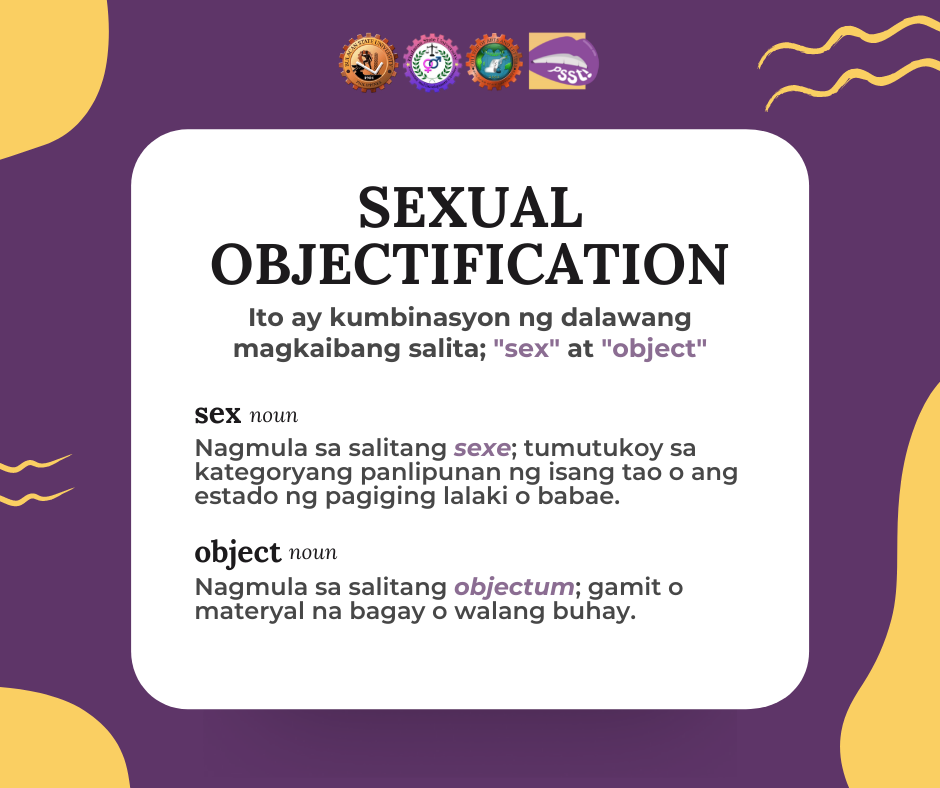 PSST!
SEXUAL
OBJECTIFICATION
Ito ay kumbinasyon ng dalawang
magkaibang salita; "sex" at "object"
sex noun
Nagmula sa salitang sexe; tumutukoy sa
kategoryang panlipunan ng isang tao o ang
estado ng pagiging lalaki o babae.
object noun
Nagmula sa salitang objectum; gamit o
materyal na bagay o walang buhay.